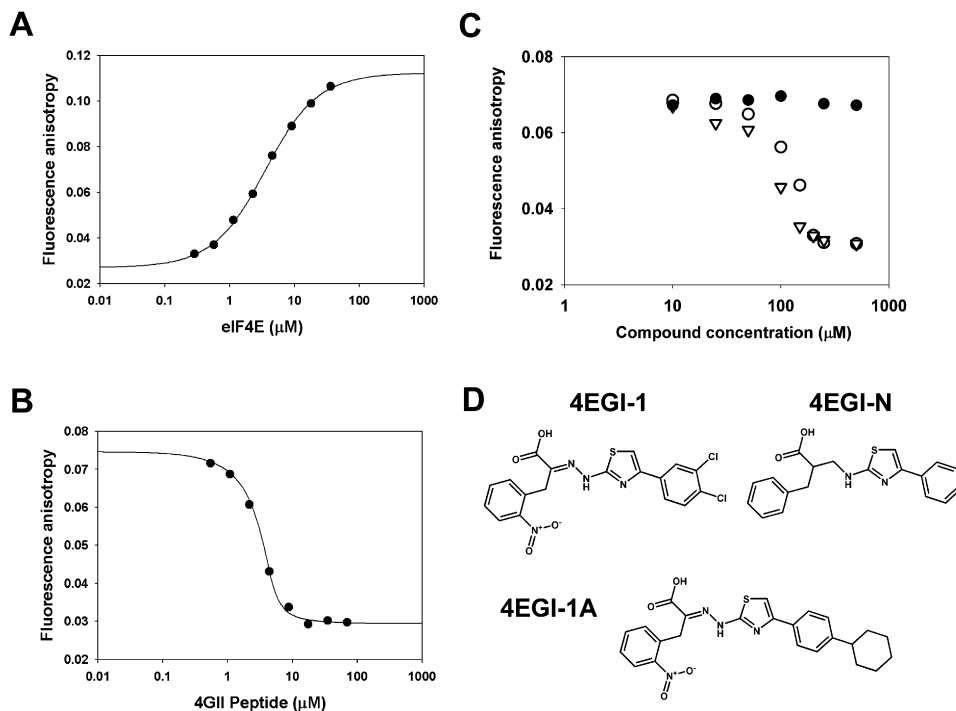 A
Fluorescence anisotropy
0.12
0.10
0.08
0.06
0.04
0.02
0.01 0.1 1 10 100 1000
eIF4E (µM)
B
Fluorescence anisotropy
0.08
0.07
0.06
0.05
0.04
0.03
0.02
0.01 0.1 1 10 100 1000
4GII Peptide (µM)
C
Fluorescence anisotropy
0.08
0.06
0.04
0.02
1 10 100 1000
Compound concentration (µM)
D
4EGI-1
OH
O
N
N
H
S
N
Cl
Cl
N⁺
O⁻
O
4EGI-N
OH
O
N
H
S
N
4EGI-1A
OH
O
N
N
H
S
N
N⁺
O⁻
O